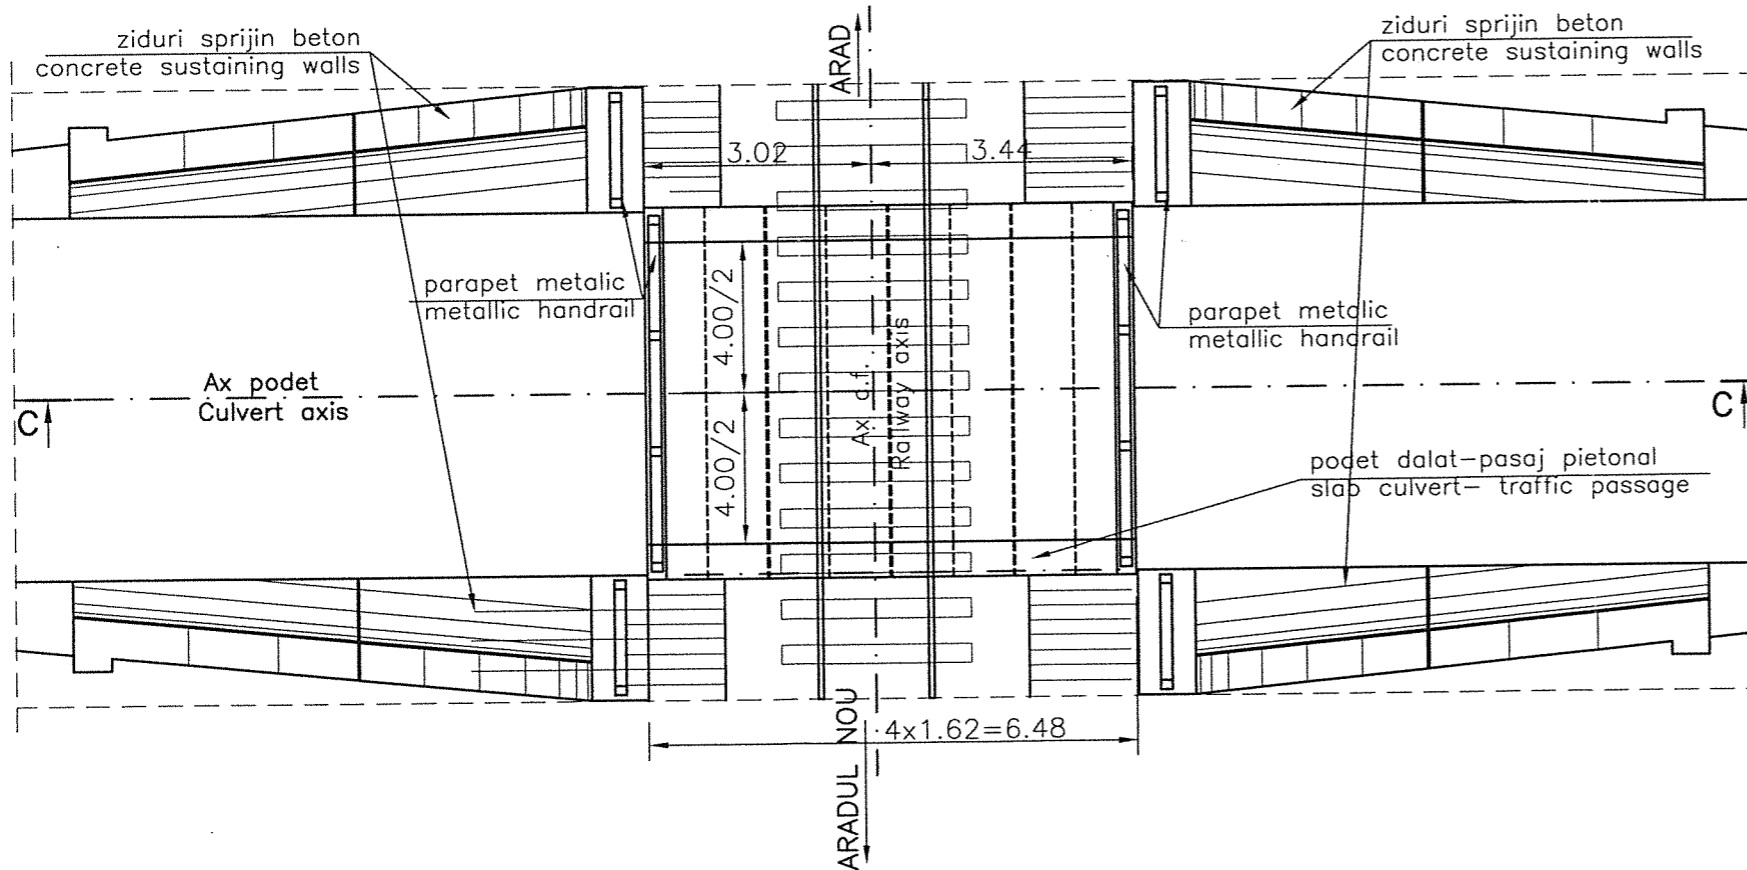 ziduri sprijin beton
concrete sustaining walls
ARAD
ziduri sprijin beton
concrete sustaining walls
3.02
3.44
parapet metalic
metallic handrail
4.00/2
4.00/2
Ax c.f.
Railway axis
parapet metalic
metallic handrail
Ax podet
Culvert axis
C
C
podet dalat-pasaj pietonal
slab culvert- traffic passage
4x1.62=6.48
ARADUL NOU